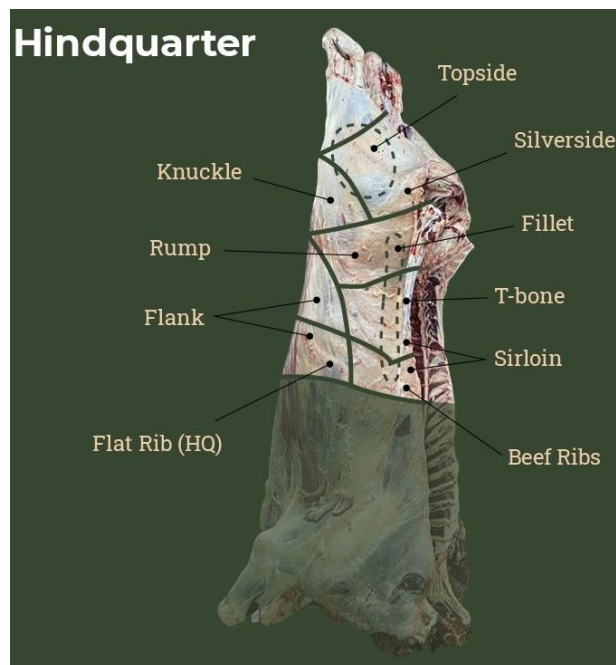 Hindquarter
Topside
Silverside
Knuckle
Fillet
Rump
T-bone
Flank
Sirloin
Flat Rib (HQ)
Beef Ribs